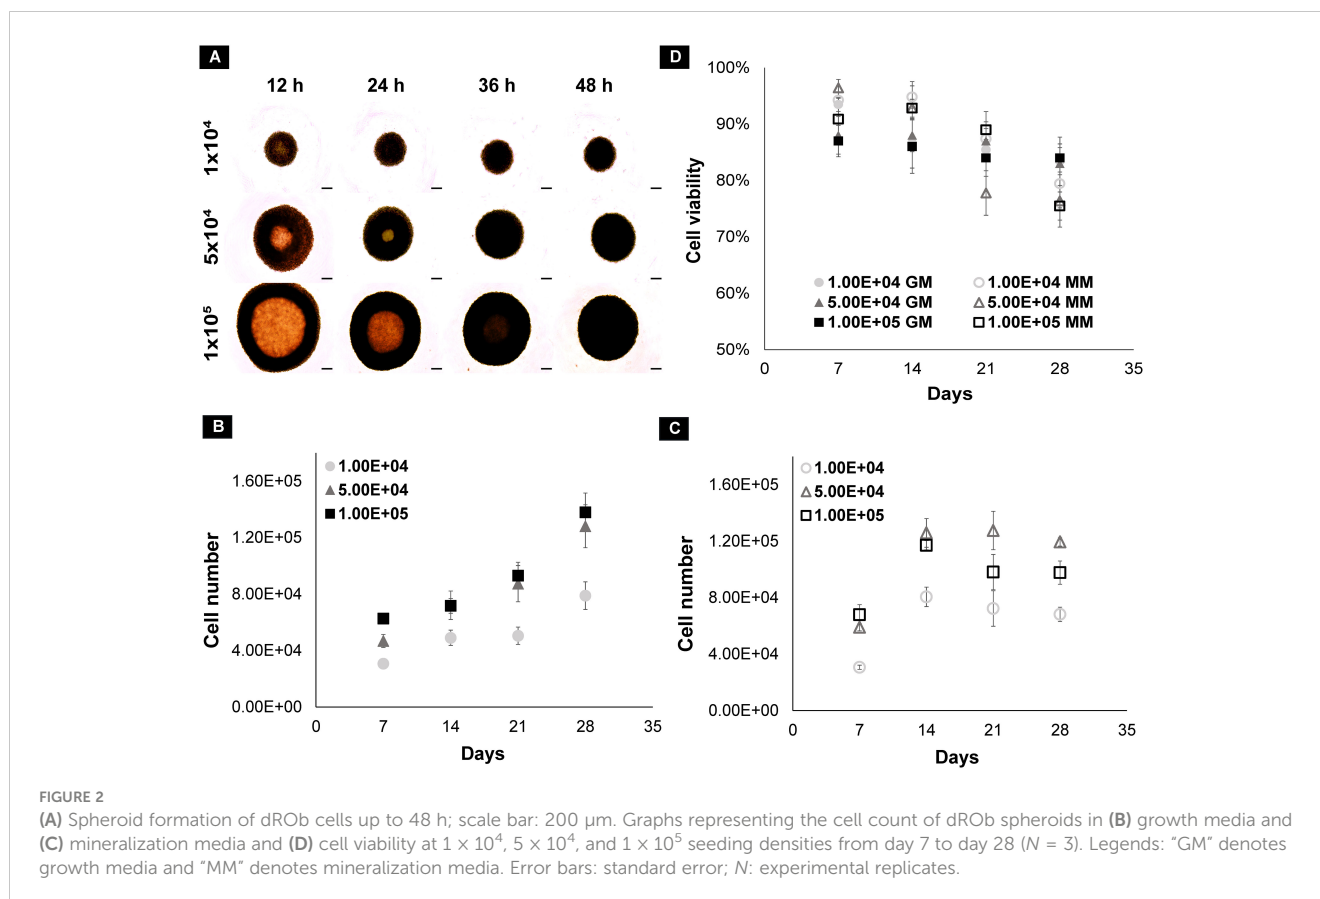 A
12 h 24 h 36 h 48 h
1x10⁴
5x10⁴
1x10⁵
D
100%
90%
80%
70%
60%
50%
Cell viability
1.00E+04 GM 1.00E+04 MM
5.00E+04 GM 5.00E+04 MM
1.00E+05 GM 1.00E+05 MM
0 7 14 21 28 35
Days
B
1.00E+04
5.00E+04
1.00E+05
1.60E+05
1.20E+05
8.00E+04
4.00E+04
0.00E+00
Cell number
0 7 14 21 28 35
Days
C
1.00E+04
5.00E+04
1.00E+05
1.60E+05
1.20E+05
8.00E+04
4.00E+04
0.00E+00
Cell number
0 7 14 21 28 35
Days
FIGURE 2
(A) Spheroid formation of dROb cells up to 48 h; scale bar: 200 µm. Graphs representing the cell count of dROb spheroids in (B) growth media and
(C) mineralization media and (D) cell viability at 1 × 10⁴, 5 × 10⁴, and 1 × 10⁵ seeding densities from day 7 to day 28 (N = 3). Legends: “GM” denotes
growth media and “MM” denotes mineralization media. Error bars: standard error; N: experimental replicates.